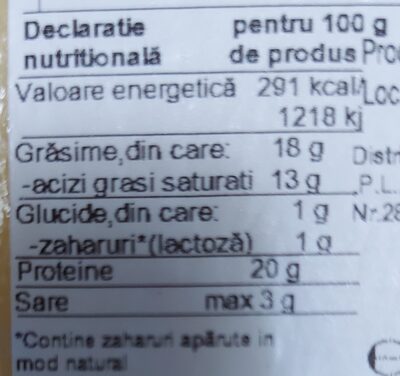 Declaratie pentru 100 g
nutritională de produs Pro
Valoare energetică 291 kcal/ Loc
1218 kj
Grăsime,din care: 18 g Distr
-acizi grasi saturati 13 g P.L.
Glucide,din care: 1 g Nr.28
-zaharuri*(lactoză) 1 g
Proteine 20 g
Sare max 3 g
*Contine zaharuri apărute in
mod natural